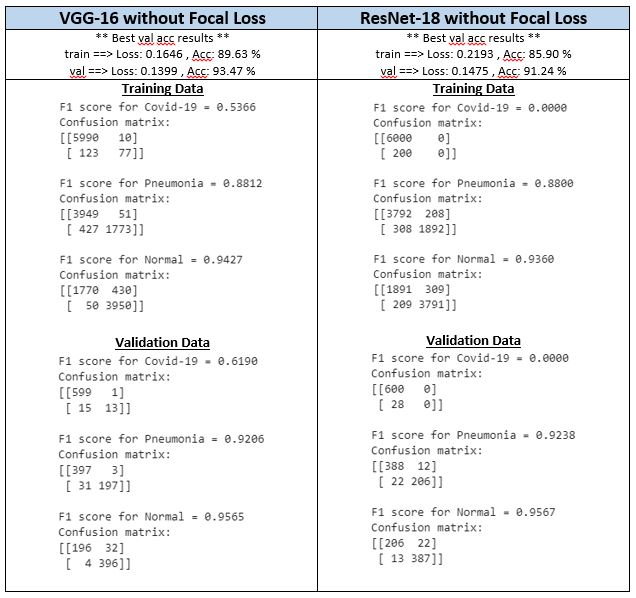 VGG-16 without Focal Loss
** Best val acc results **
train ==> Loss: 0.1646 , Acc: 89.63 %
val ==> Loss: 0.1399 , Acc: 93.47 %
Training Data
F1 score for Covid-19 = 0.5366
Confusion matrix:
[[5990   10]
 [ 123   77]]
F1 score for Pneumonia = 0.8812
Confusion matrix:
[[3949   51]
 [ 427 1773]]
F1 score for Normal = 0.9427
Confusion matrix:
[[1770  430]
 [  50 3950]]
Validation Data
F1 score for Covid-19 = 0.6190
Confusion matrix:
[[599   1]
 [ 15  13]]
F1 score for Pneumonia = 0.9206
Confusion matrix:
[[397   3]
 [ 31 197]]
F1 score for Normal = 0.9565
Confusion matrix:
[[196  32]
 [  4 396]]
ResNet-18 without Focal Loss
** Best val acc results **
train ==> Loss: 0.2193 , Acc: 85.90 %
val ==> Loss: 0.1475 , Acc: 91.24 %
Training Data
F1 score for Covid-19 = 0.0000
Confusion matrix:
[[6000    0]
 [ 200    0]]
F1 score for Pneumonia = 0.8800
Confusion matrix:
[[3792  208]
 [ 308 1892]]
F1 score for Normal = 0.9360
Confusion matrix:
[[1891  309]
 [ 209 3791]]
Validation Data
F1 score for Covid-19 = 0.0000
Confusion matrix:
[[600   0]
 [ 28   0]]
F1 score for Pneumonia = 0.9238
Confusion matrix:
[[388  12]
 [ 22 206]]
F1 score for Normal = 0.9567
Confusion matrix:
[[206  22]
 [ 13 387]]